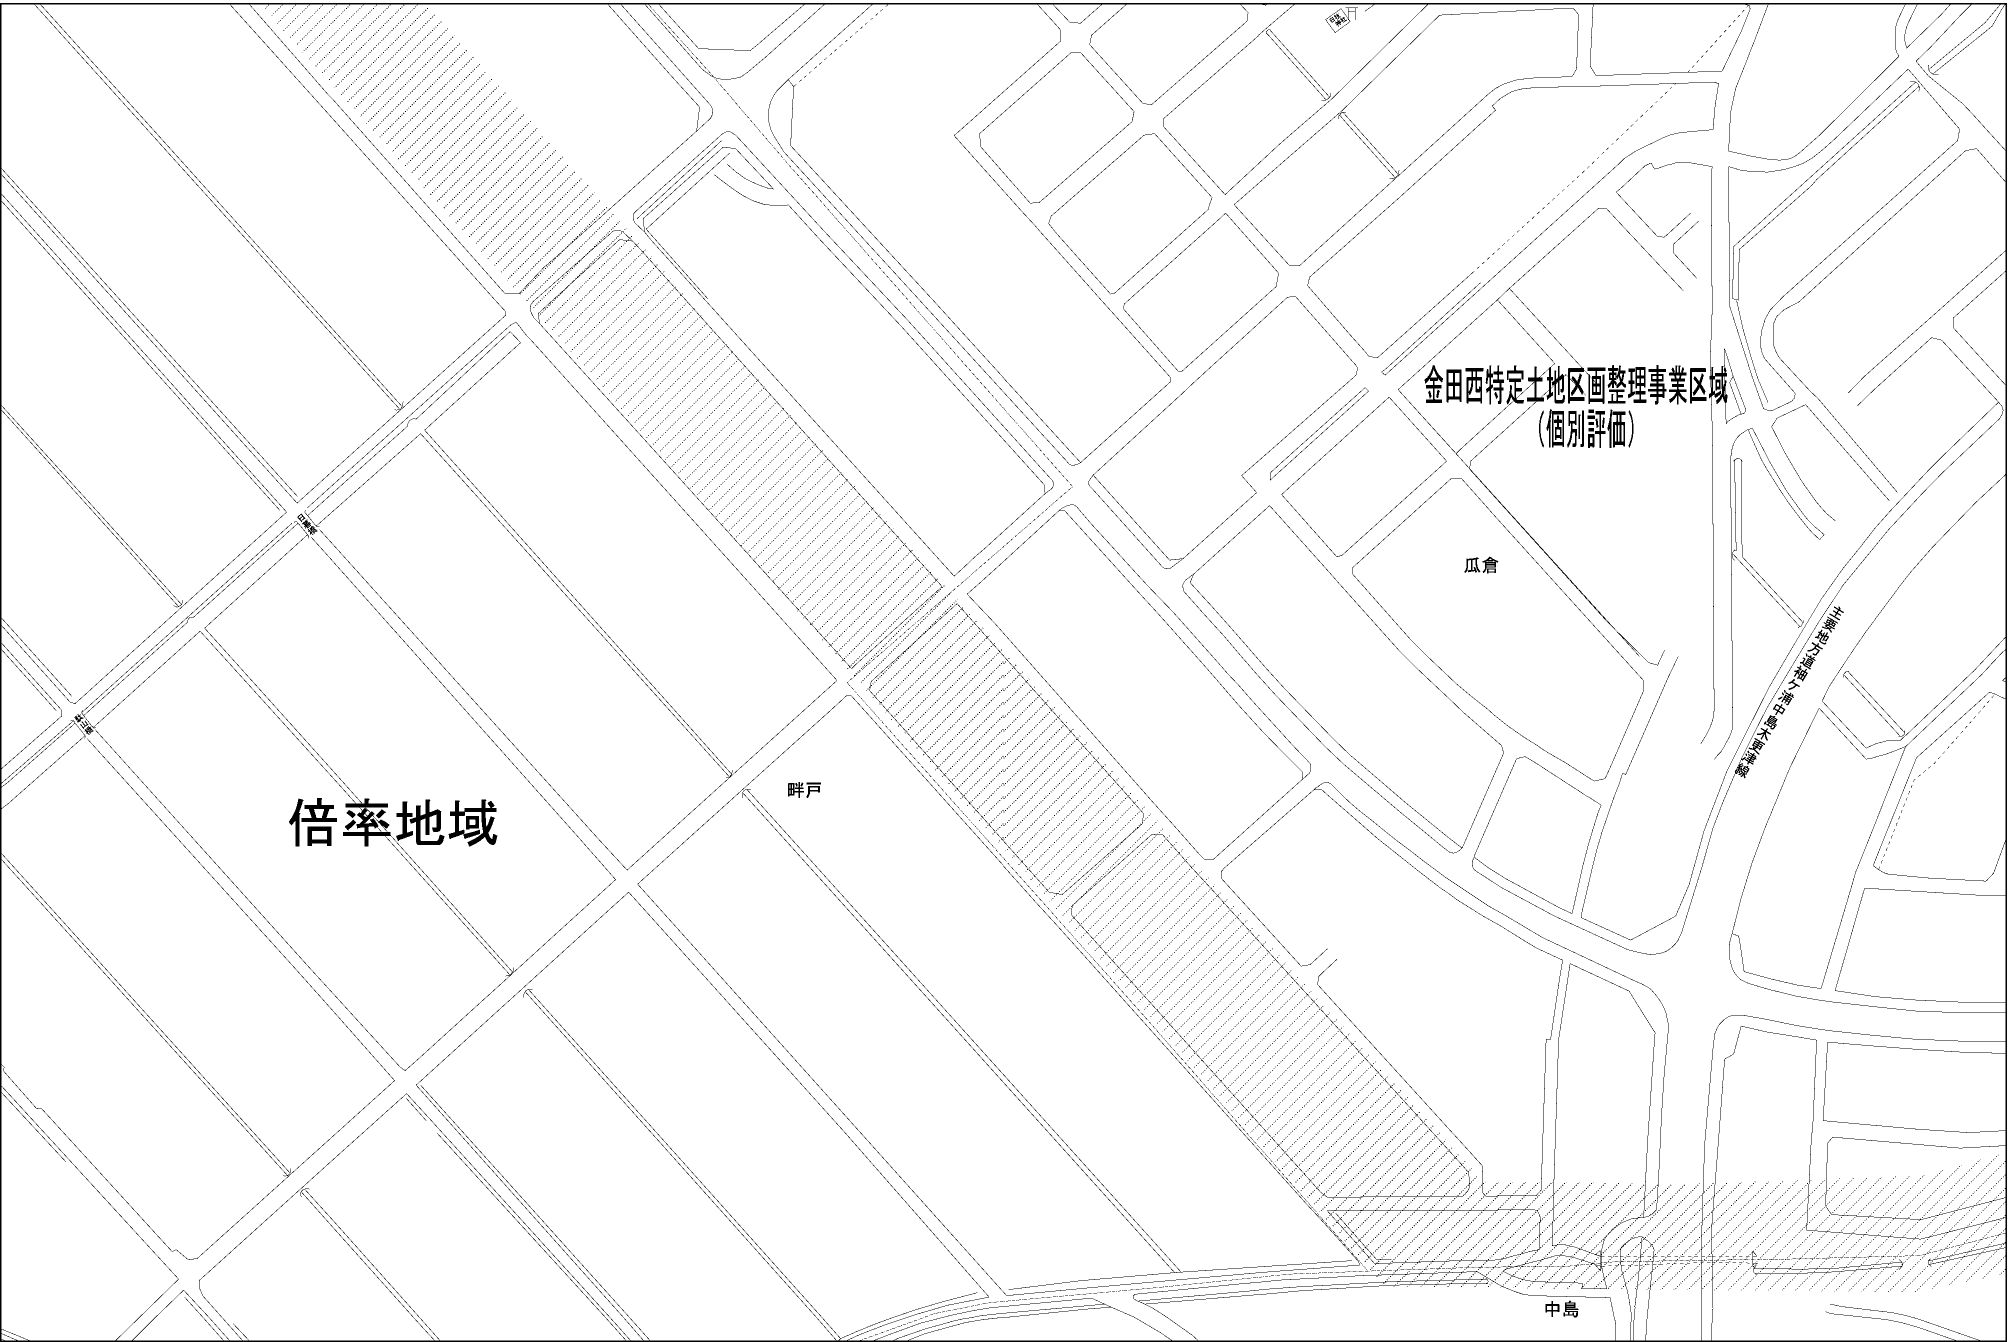 金田西特定土地区画整理事業区域
（個別評価）
瓜倉
主要地方道袖ケ浦中島木更津線
畔戸
倍率地域
中島